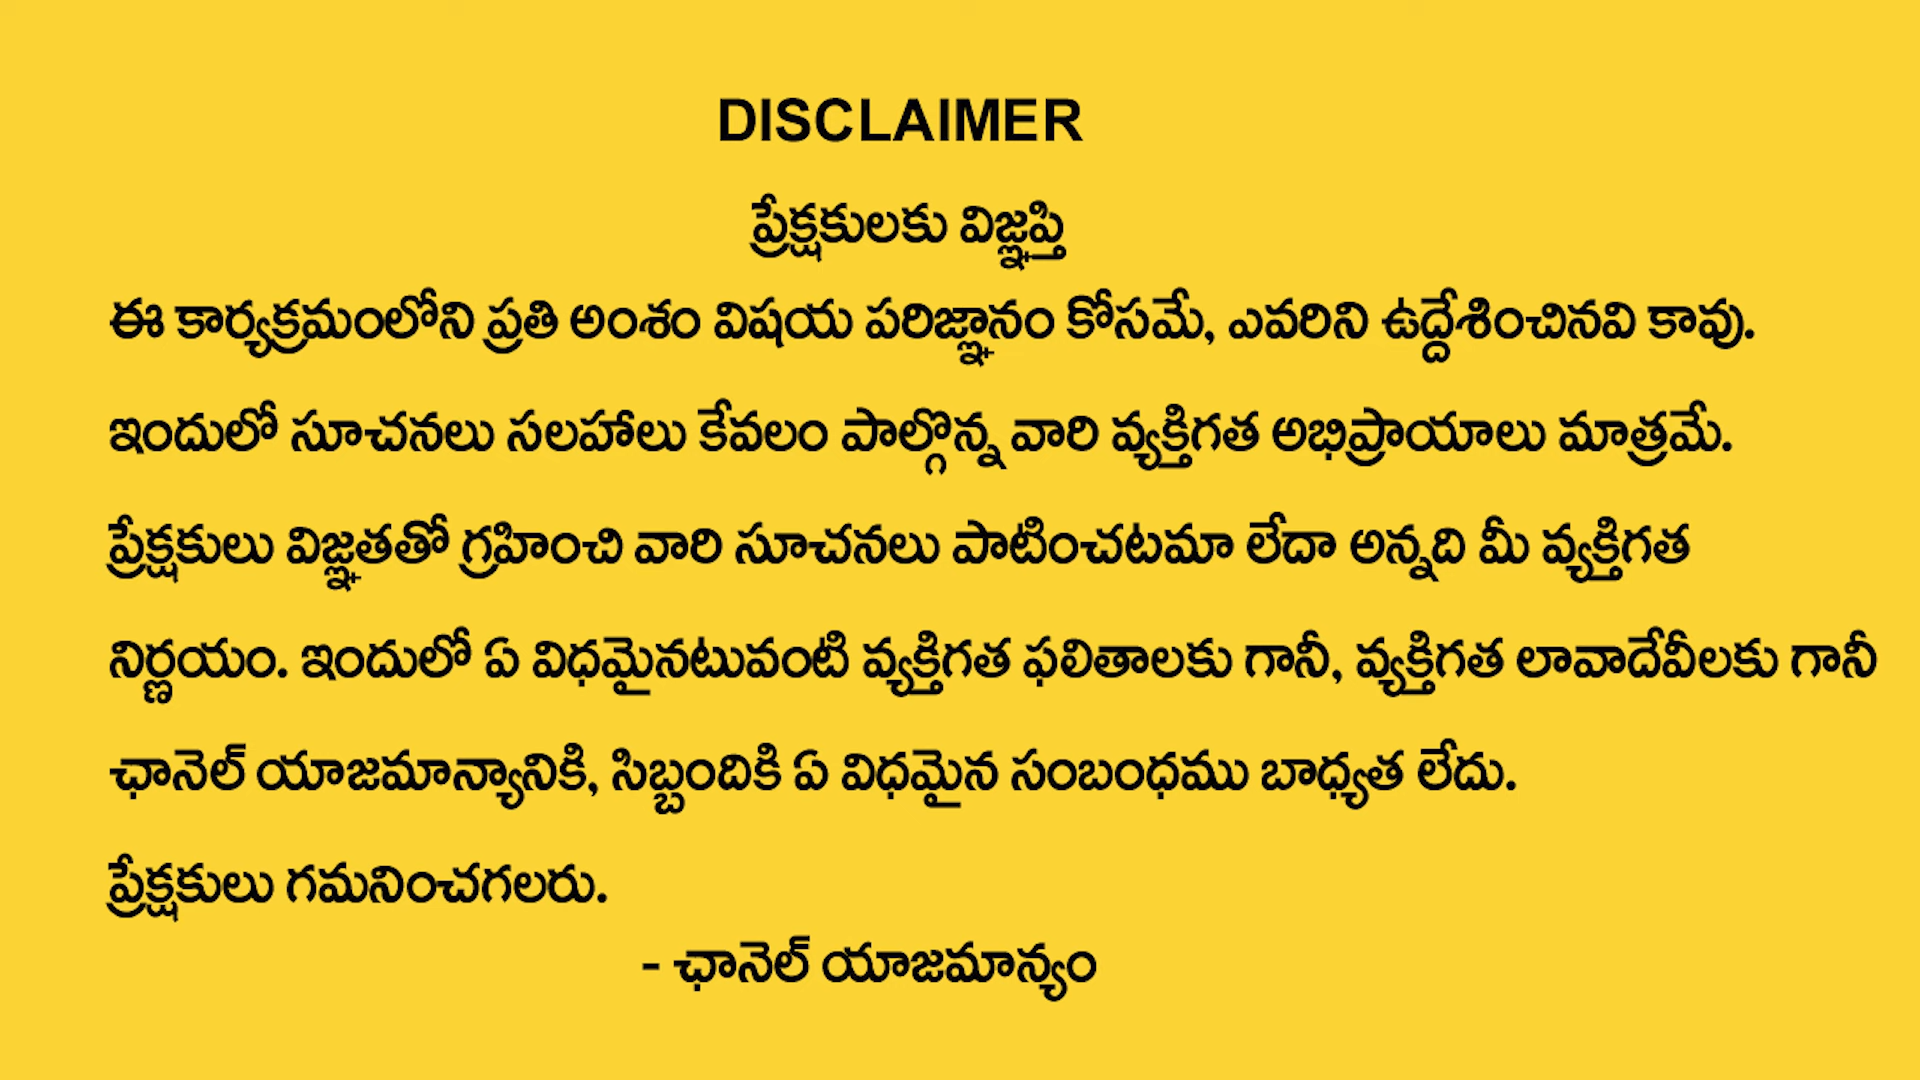 DISCLAIMER
ప్రేక్షకులకు విజ్ఞప్తి
ఈ కార్యక్రమంలోని ప్రతి అంశం విషయ పరిజ్ఞానం కోసమే, ఎవరిని ఉద్దేశించినవి కావు.
ఇందులో సూచనలు సలహాలు కేవలం పాల్గొన్న వారి వ్యక్తిగత అభిప్రాయాలు మాత్రమే.
ప్రేక్షకులు విజ్ఞతతో గ్రహించి వారి సూచనలు పాటించటమా లేదా అన్నది మీ వ్యక్తిగత
నిర్ణయం. ఇందులో ఏ విధమైనటువంటి వ్యక్తిగత ఫలితాలకు గానీ, వ్యక్తిగత లావాదేవీలకు గానీ
ఛానెల్ యాజమాన్యానికి, సిబ్బందికి ఏ విధమైన సంబంధము బాధ్యత లేదు.
ప్రేక్షకులు గమనించగలరు.
- ఛానెల్ యాజమాన్యం